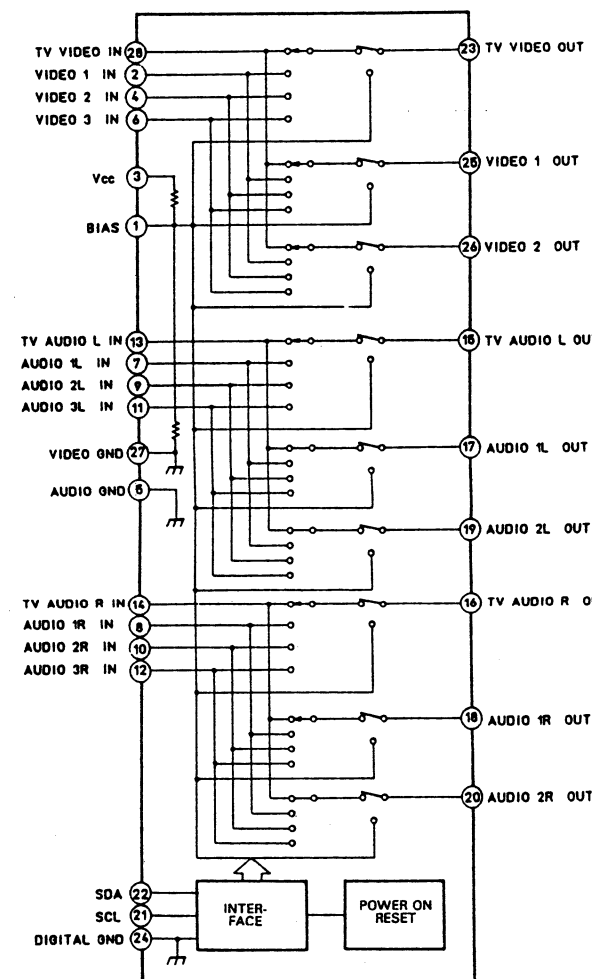 TV VIDEO IN 28
23 TV VIDEO OUT
VIDEO 1 IN 2
VIDEO 2 IN 4
VIDEO 3 IN 6
25 VIDEO 1 OUT
Vcc 3
BIAS 1
26 VIDEO 2 OUT
TV AUDIO L IN 13
15 TV AUDIO L OU
AUDIO 1L IN 7
AUDIO 2L IN 9
AUDIO 3L IN 11
VIDEO GND 27
17 AUDIO 1L OUT
AUDIO GND 5
19 AUDIO 2L OUT
TV AUDIO R IN 14
16 TV AUDIO R O
AUDIO 1R IN 8
AUDIO 2R IN 10
AUDIO 3R IN 12
18 AUDIO 1R OUT
20 AUDIO 2R OUT
SDA 22
SCL 21
DIGITAL GND 24
INTER-
FACE
POWER ON
RESET